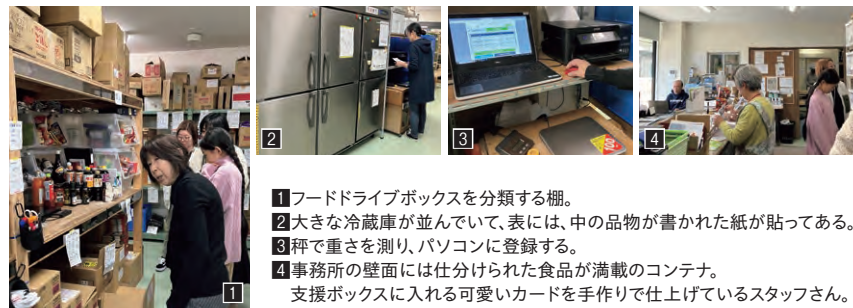 1
2
3
4
1フードドライブボックスを分類する棚。
2大きな冷蔵庫が並んでいて、表には、中の品物が書かれた紙が貼ってある。
3秤で重さを測り、パソコンに登録する。
4事務所の壁面には仕分けられた食品が満載のコンテナ。
支援ボックスに入れる可愛いカードを手作りで仕上げているスタッフさん。